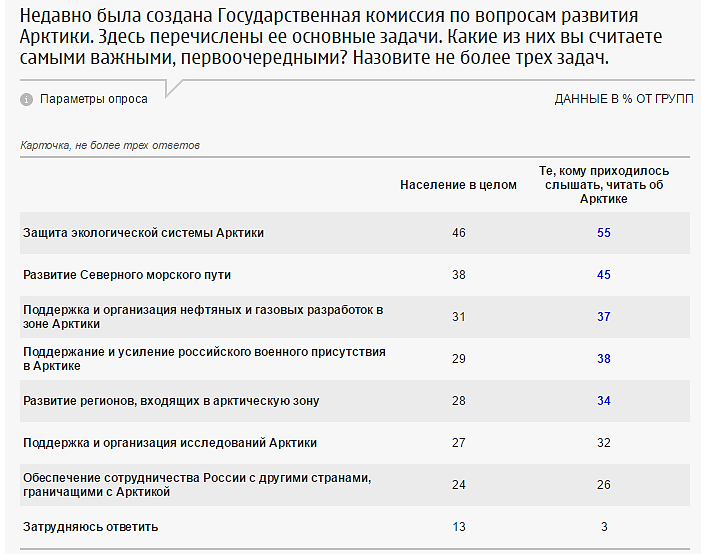 Недавно была создана Государственная комиссия по вопросам развития
Арктики. Здесь перечислены ее основные задачи. Какие из них вы считаете
самыми важными, первоочередными? Назовите не более трех задач.
Параметры опроса
ДАННЫЕ В % ОТ ГРУПП
Карточка, не более трех ответов
Население в целом
Те, кому приходилось
слышать, читать об
Арктике
Защита экологической системы Арктики 46 55
Развитие Северного морского пути 38 45
Поддержка и организация нефтяных и газовых разработок в
зоне Арктики 31 37
Поддержание и усиление российского военного присутствия
в Арктике 29 38
Развитие регионов, входящих в арктическую зону 28 34
Поддержка и организация исследований Арктики 27 32
Обеспечение сотрудничества России с другими странами,
граничащими с Арктикой 24 26
Затрудняюсь ответить 13 3